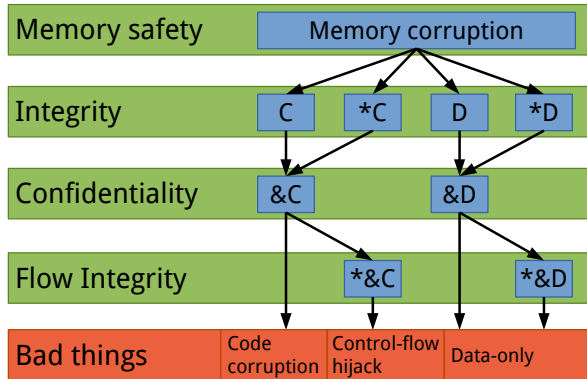 Memory safety
Memory corruption
Integrity
C
*C
D
*D
Confidentiality
&C
&D
Flow Integrity
*&C
*&D
Bad things
Code
corruption
Control-flow
hijack
Data-only